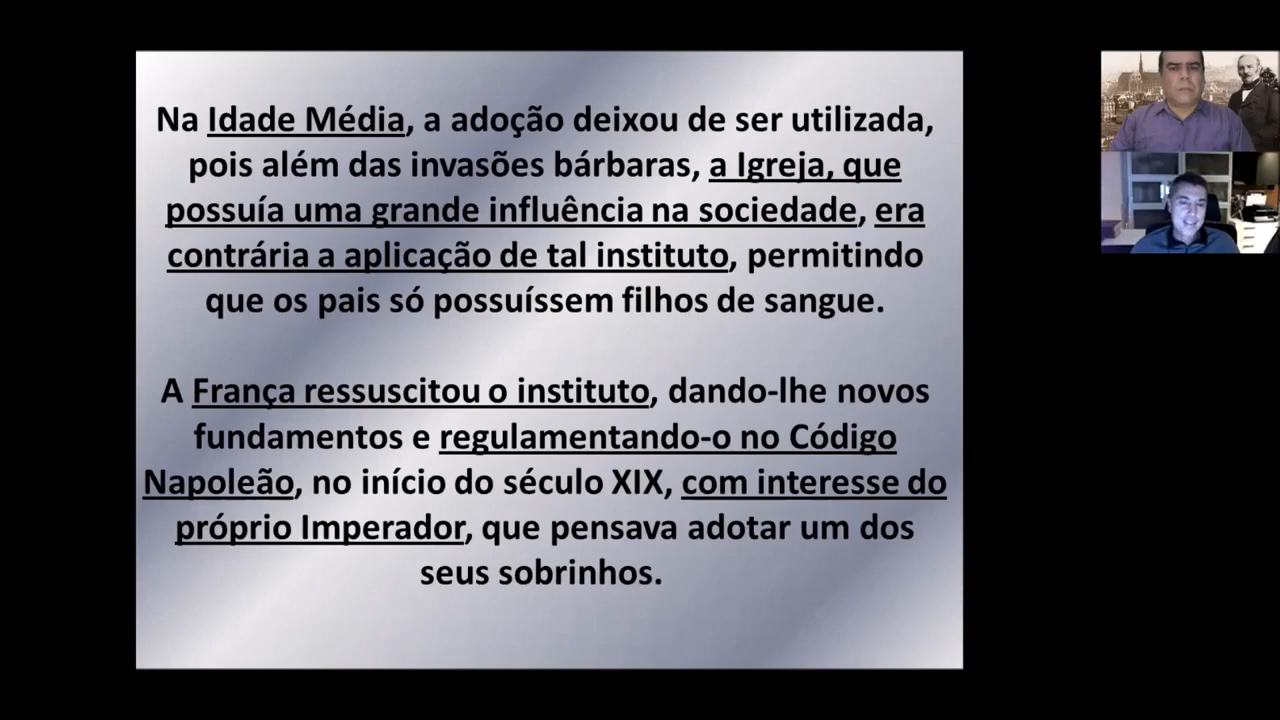 Na Idade Média, a adoção deixou de ser utilizada,
pois além das invasões bárbaras, a Igreja, que
possuía uma grande influência na sociedade, era
contrária a aplicação de tal instituto, permitindo
que os pais só possuíssem filhos de sangue.
A França ressuscitou o instituto, dando-lhe novos
fundamentos e regulamentando-o no Código
Napoleão, no início do século XIX, com interesse do
próprio Imperador, que pensava adotar um dos
seus sobrinhos.